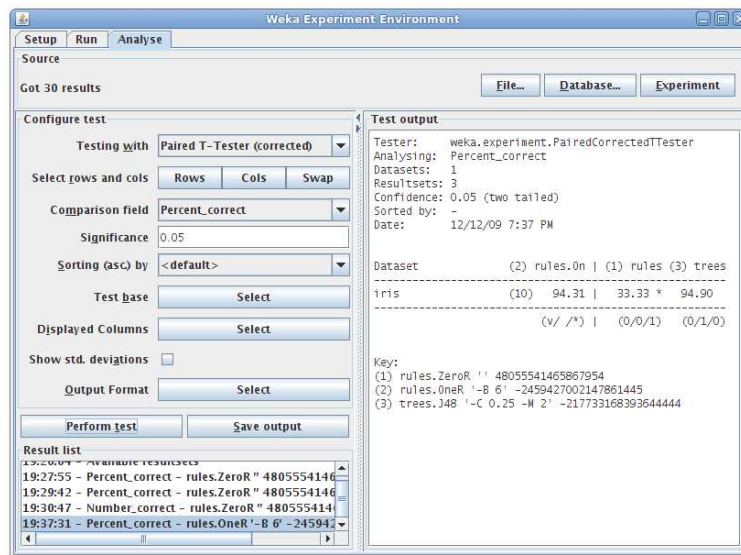 Weka Experiment Environment
Setup Run Analyse
Source
Got 30 results
File... Database... Experiment
Configure test
Testing with Paired T-Tester (corrected)
Select rows and cols Rows Cols Swap
Comparison field Percent_correct
Significance 0.05
Sorting (asc.) by <default>
Test base Select
Displayed Columns Select
Show std. deviations
Output Format Select
Perform test Save output
Result list
19:26:04 - Available resultsets
19:27:55 - Percent_correct - rules.ZeroR '' 4805554146
19:29:42 - Percent_correct - rules.ZeroR '' 4805554146
19:30:47 - Number_correct - rules.ZeroR '' 480555414
19:37:31 - Percent_correct - rules.OneR '-B 6' -245942
Test output
Tester: weka.experiment.PairedCorrectedTTester
Analysing: Percent_correct
Datasets: 1
Resultsets: 3
Confidence: 0.05 (two tailed)
Sorted by: -
Date: 12/12/09 7:37 PM
Dataset (2) rules.On | (1) rules (3) trees
iris (10) 94.31 | 33.33 * 94.90
(v/ /*) | (0/0/1) (0/1/0)
Key:
(1) rules.ZeroR '' 48055541465867954
(2) rules.OneR '-B 6' -2459427002147861445
(3) trees.J48 '-C 0.25 -M 2' -217733168393644444